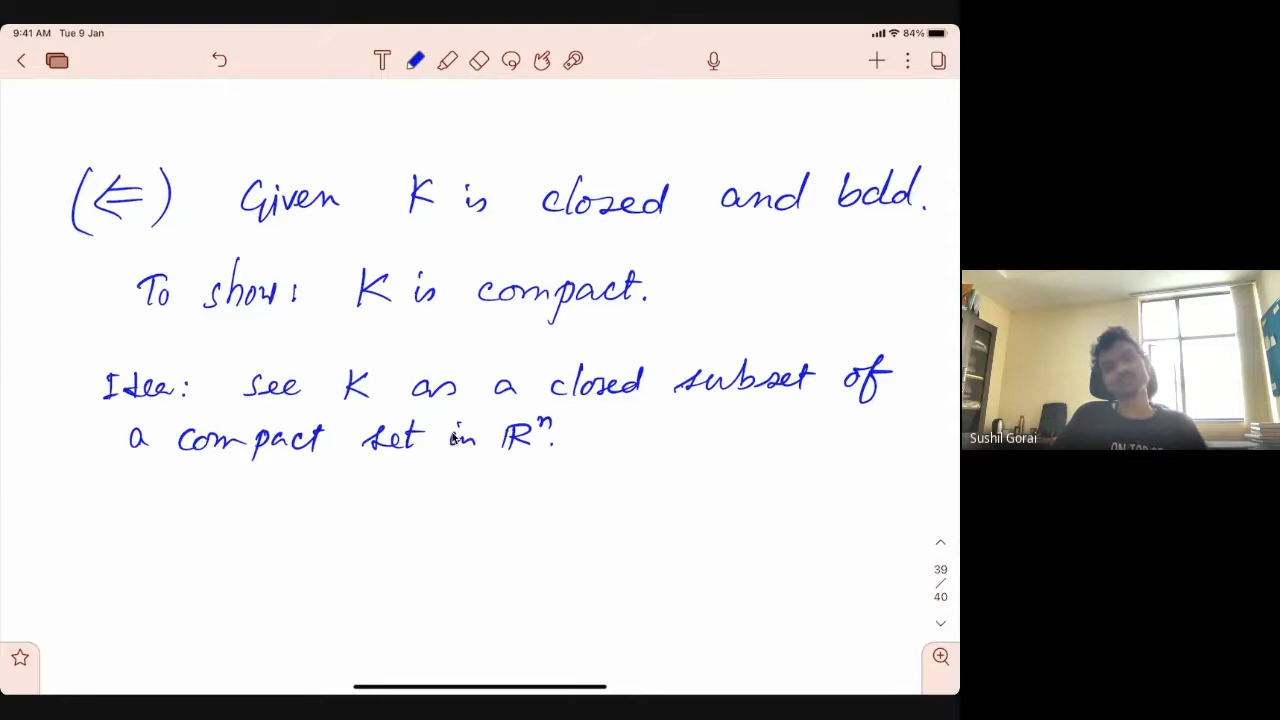 9:41 AM Tue 9 Jan
84%
T
(⇐) Given K is closed and bdd.
To show: K is compact.
Idea: see K as a closed subset of
a compact set in ℝⁿ.
39
/
40
Sushil Gorai